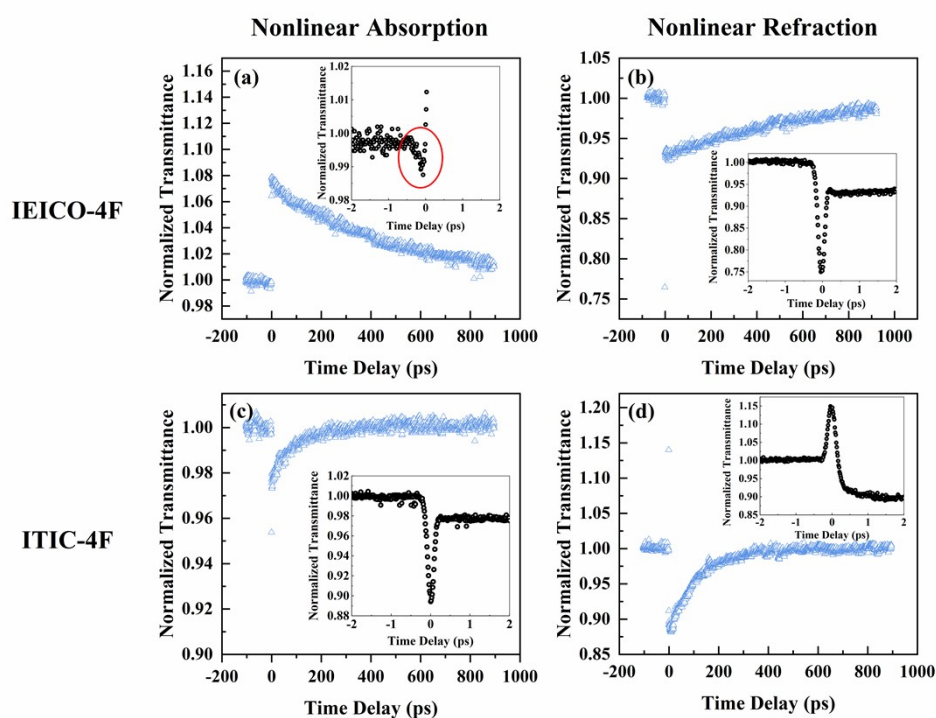 Nonlinear Absorption
Nonlinear Refraction
IEICO-4F
ITIC-4F
(a)
Normalized Transmittance
1.16
1.14
1.12
1.10
1.08
1.06
1.04
1.02
1.00
0.98
-200 0 200 400 600 800 1000
Time Delay (ps)
Normalized Transmittance
1.02
1.01
1.00
0.99
0.98
-2 -1 0 1 2
Time Delay (ps)
(b)
Normalized Transmittance
1.05
1.00
0.95
0.90
0.85
0.80
0.75
-200 0 200 400 600 800 1000
Time Delay (ps)
Normalized Transmittance
1.00
0.95
0.90
0.85
0.80
0.75
-2 -1 0 1 2
Time Delay (ps)
(c)
Normalized Transmittance
1.00
0.98
0.96
0.94
0.92
0.90
-200 0 200 400 600 800 1000
Time Delay (ps)
Normalized Transmittance
1.02
1.00
0.98
0.96
0.94
0.92
0.90
0.88
-2 -1 0 1 2
Time Delay (ps)
(d)
Normalized Transmittance
1.20
1.15
1.10
1.05
1.00
0.95
0.90
0.85
-200 0 200 400 600 800 1000
Time Delay (ps)
Normalized Transmittance
1.15
1.10
1.05
1.00
0.95
0.90
-2 -1 0 1 2
Time Delay (ps)